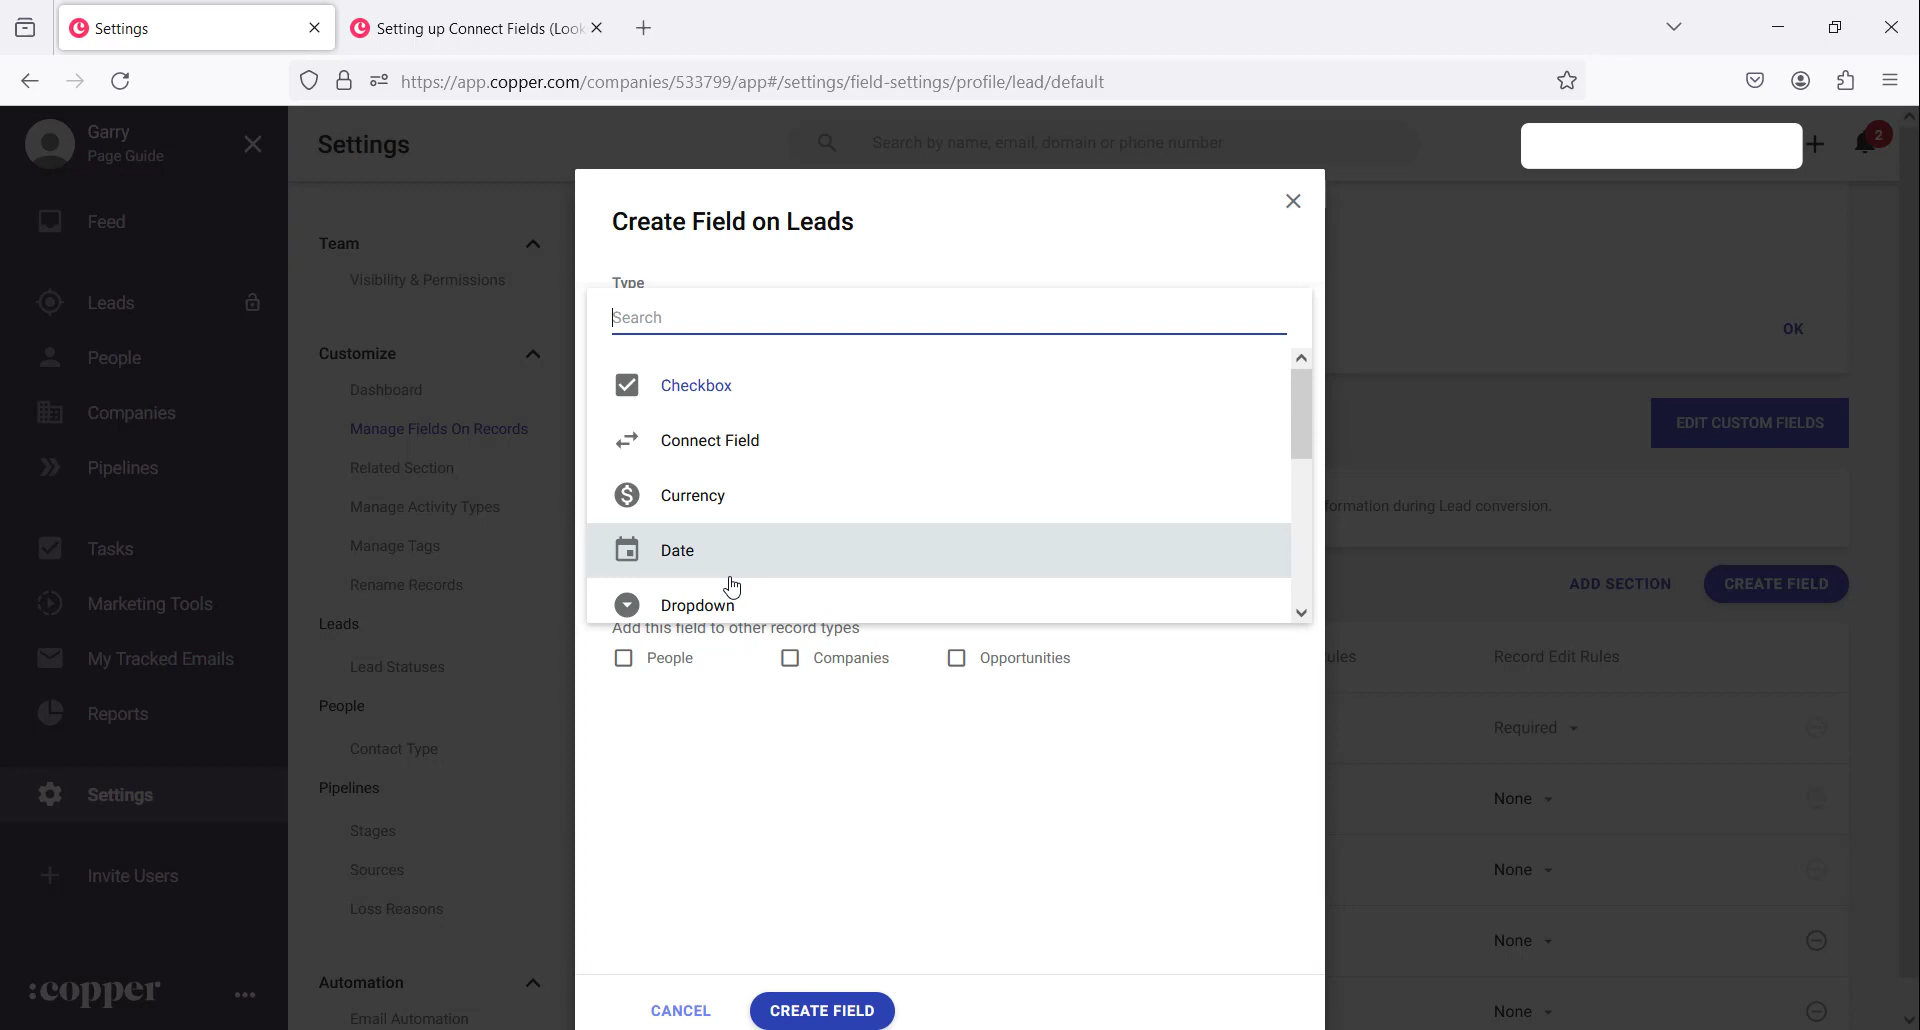 Settings
Setting up Connect Fields (Look
https://app.copper.com/companies/533799/app#/settings/field-settings/profile/lead/default
Garry
Page Guide
Settings
Search by name, email, domain or phone number
2
Feed
Leads
People
Companies
Pipelines
Tasks
Marketing Tools
My Tracked Emails
Reports
Settings
Invite Users
:copper
Team
Visibility & Permissions
Customize
Dashboard
Manage Fields On Records
Related Section
Manage Activity Types
Manage Tags
Rename Records
Leads
Lead Statuses
People
Contact Type
Pipelines
Stages
Sources
Loss Reasons
Automation
Email Automation
Create Field on Leads
Type
Search
Checkbox
Connect Field
Currency
Date
Dropdown
Add this field to other record types
People
Companies
Opportunities
CANCEL
CREATE FIELD
OK
EDIT CUSTOM FIELDS
formation during Lead conversion.
ADD SECTION
CREATE FIELD
ules
Record Edit Rules
Required
None
None
None
None